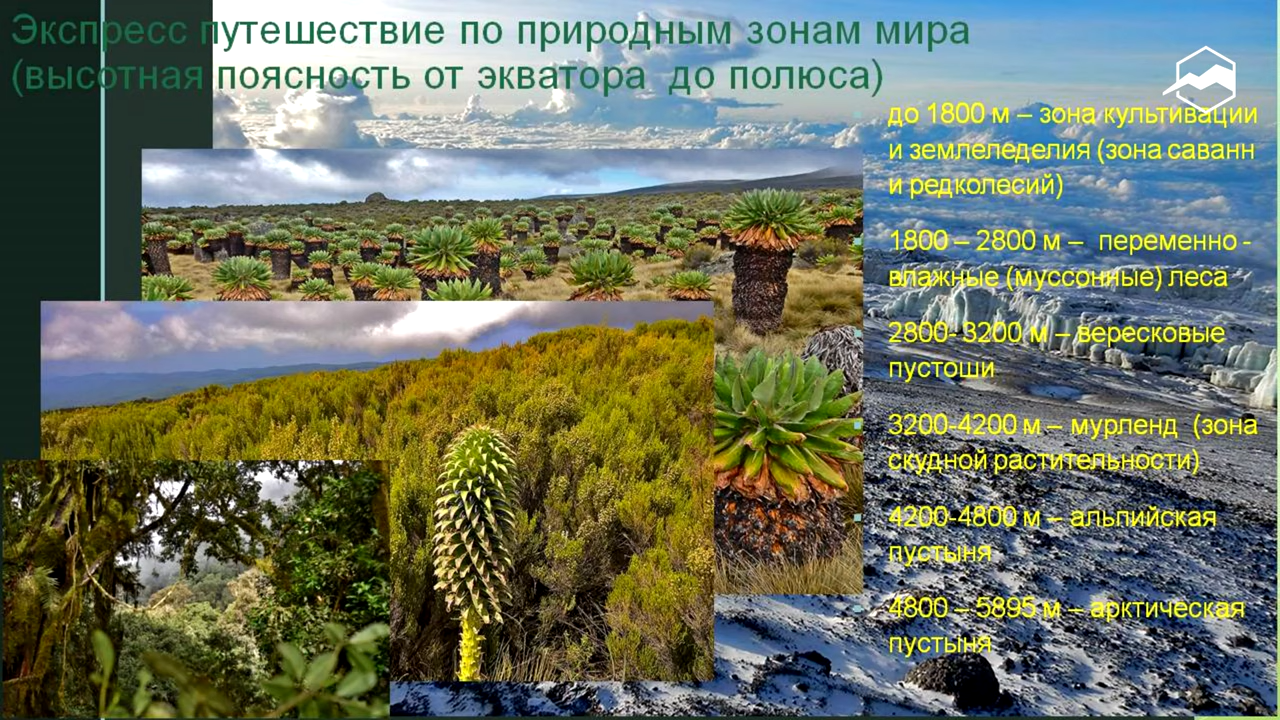 Экспресс путешествие по природным зонам мира
(высотная поясность от экватора до полюса)
до 1800 м – зона культивации
и землеледелия (зона саванн
и редколесий)
1800 – 2800 м – переменно -
влажные (муссонные) леса
2800- 3200 м – вересковые
пустоши
3200-4200 м – мурленд (зона
скудной растительности)
4200-4800 м – альпийская
пустыня
4800 – 5895 м – арктическая
пустыня